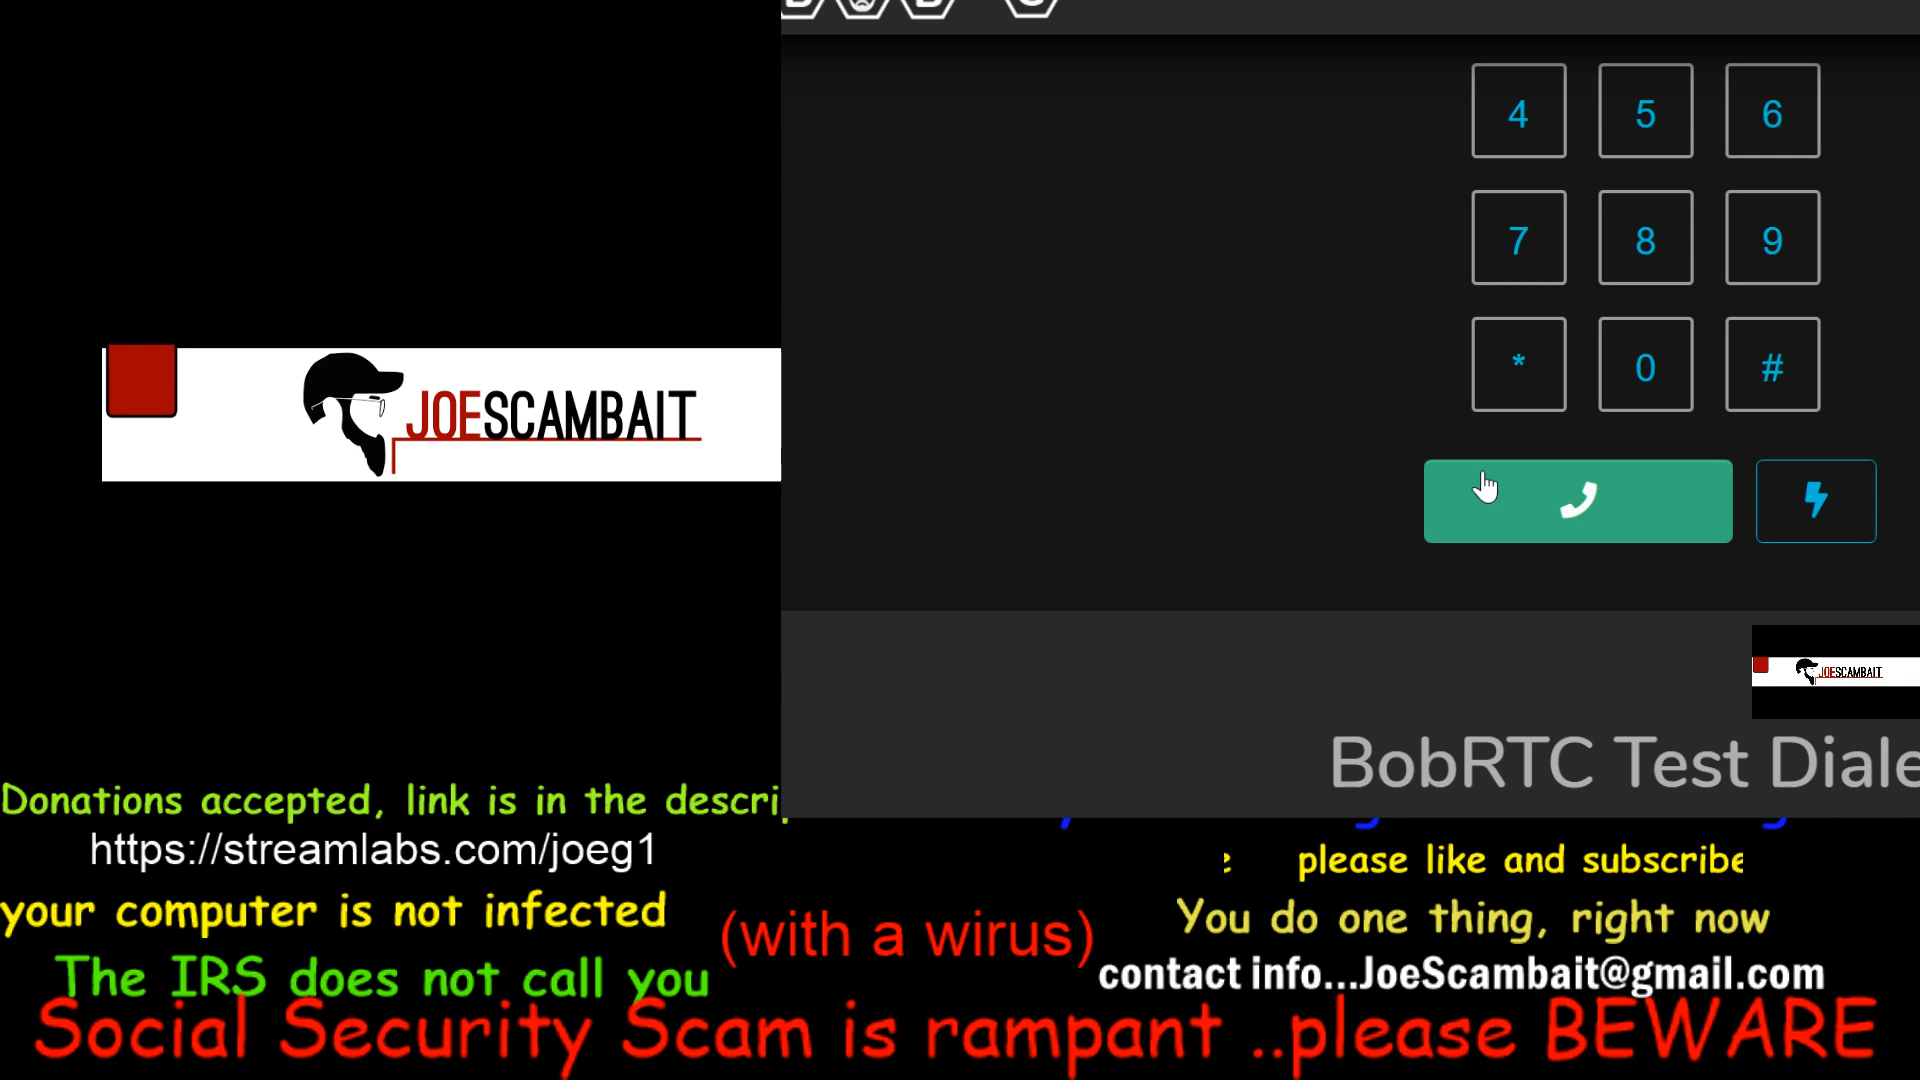 4 5 6
7 8 9
* 0 #
JOESCAMBAIT
JOESCAMBAIT
BobRTC Test Diale
Donations accepted, link is in the descri
https://streamlabs.com/joeg1
e please like and subscribe
your computer is not infected
(with a wirus)
You do one thing, right now
The IRS does not call you
contact info...JoeScambait@gmail.com
Social Security Scam is rampant ..please BEWARE